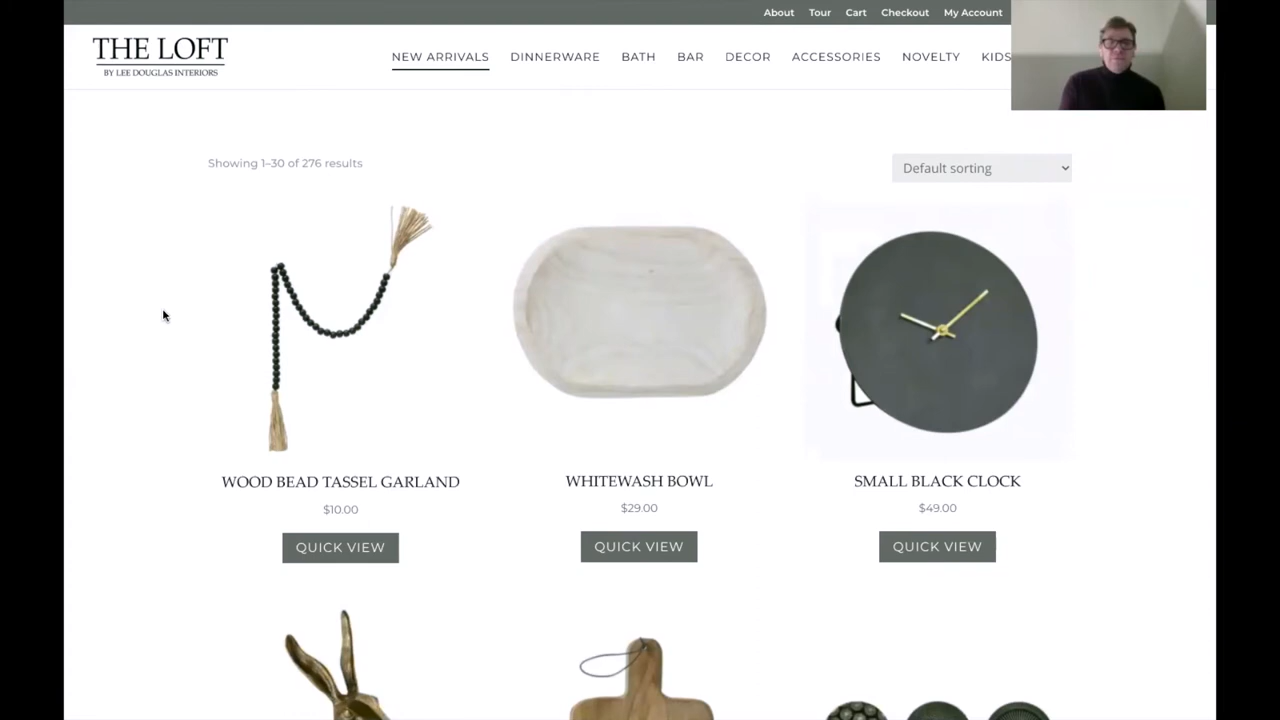 About Tour Cart Checkout My Account
THE LOFT
BY LEE DOUGLAS INTERIORS
NEW ARRIVALS DINNERWARE BATH BAR DECOR ACCESSORIES NOVELTY KIDS
Showing 1–30 of 276 results
Default sorting
WOOD BEAD TASSEL GARLAND
$10.00
QUICK VIEW
WHITEWASH BOWL
$29.00
QUICK VIEW
SMALL BLACK CLOCK
$49.00
QUICK VIEW